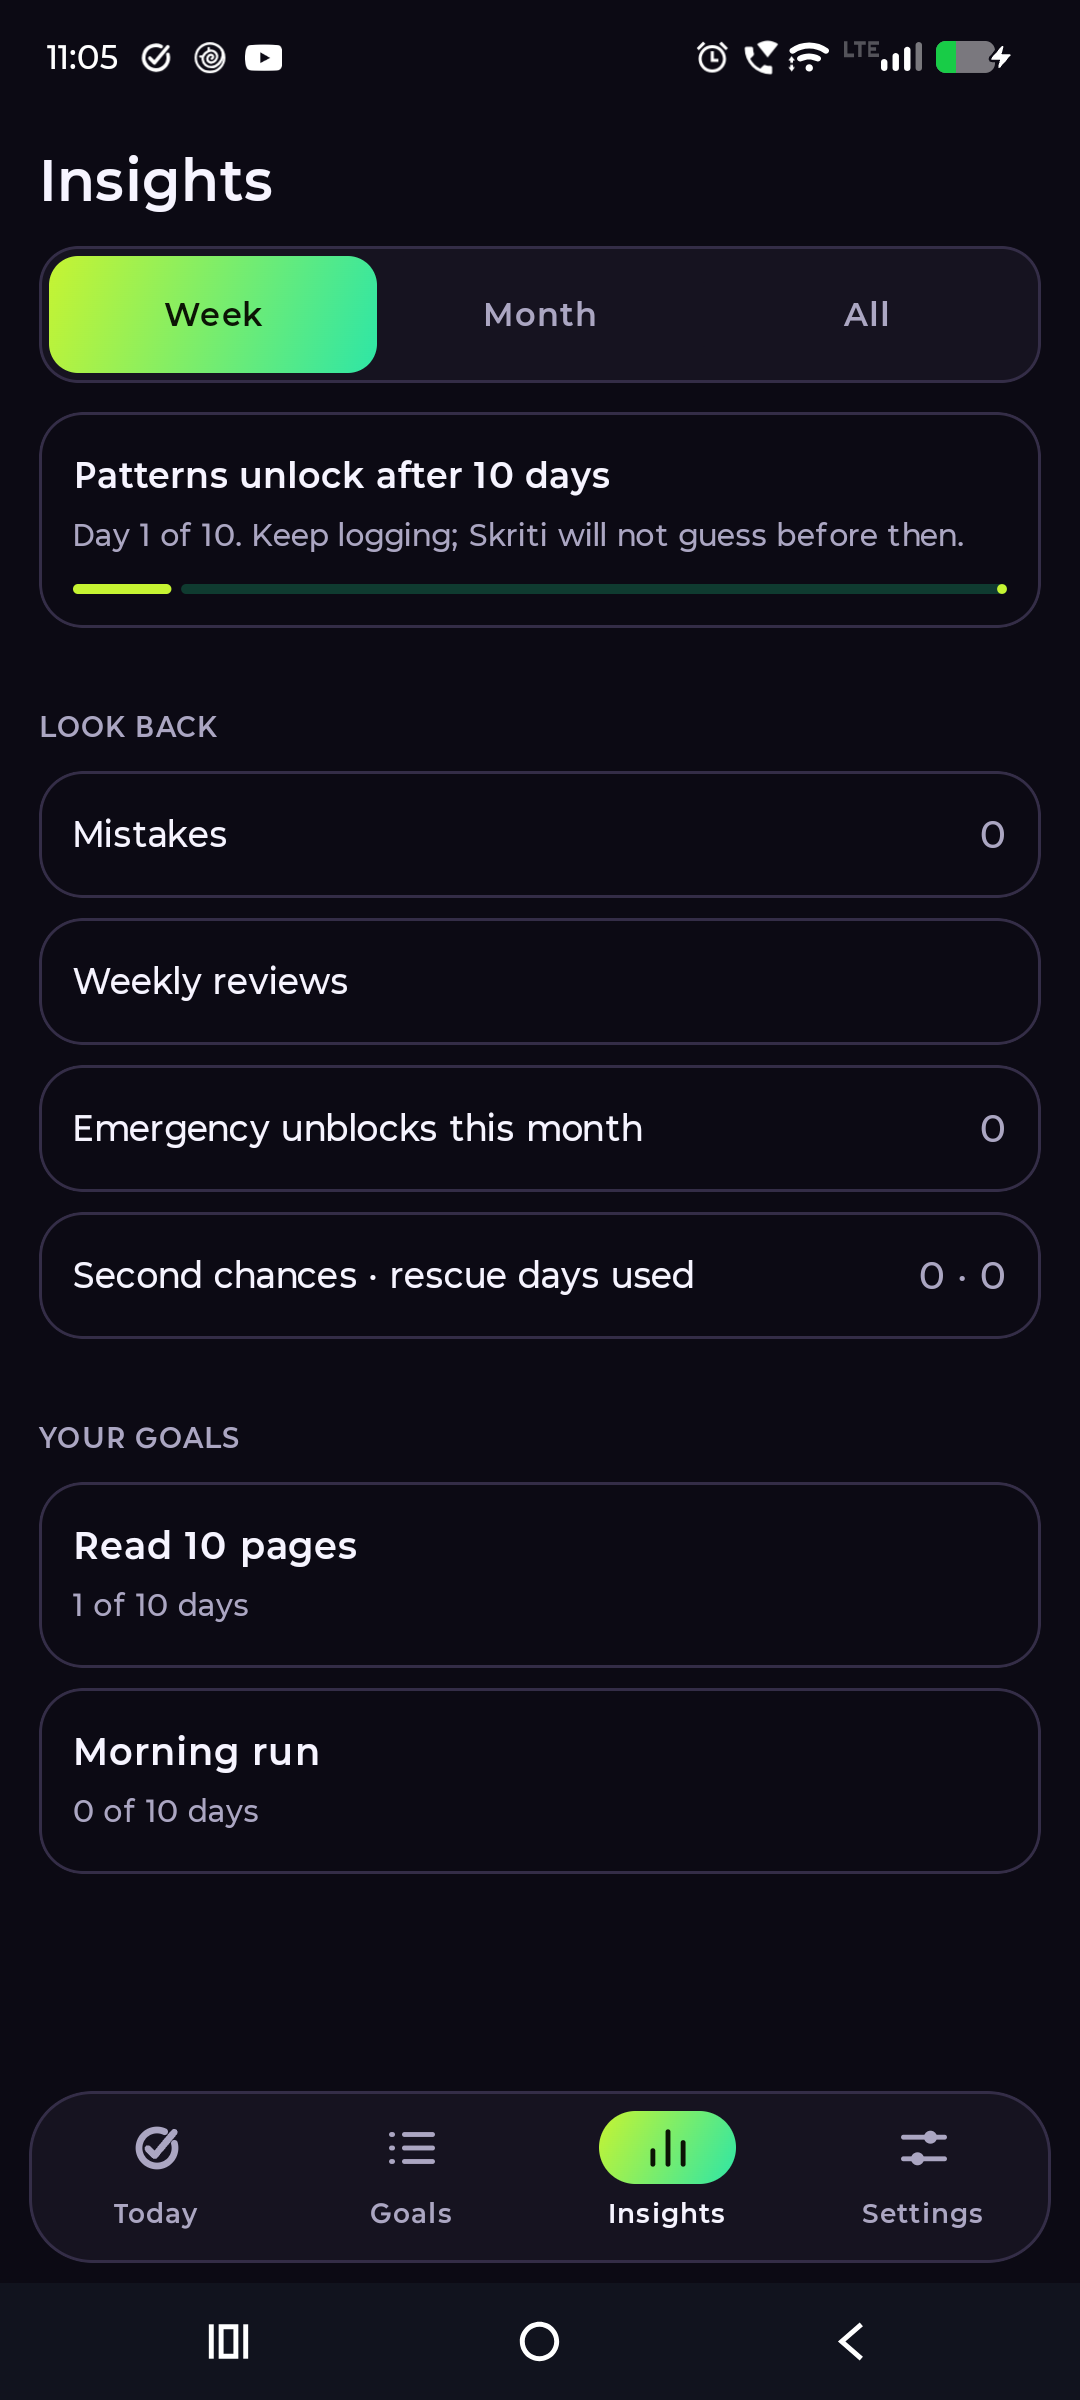 11:05
LTE
Insights
Week
Month
All
Patterns unlock after 10 days
Day 1 of 10. Keep logging; Skriti will not guess before then.
LOOK BACK
Mistakes 0
Weekly reviews
Emergency unblocks this month 0
Second chances · rescue days used 0 · 0
YOUR GOALS
Read 10 pages
1 of 10 days
Morning run
0 of 10 days
Today
Goals
Insights
Settings